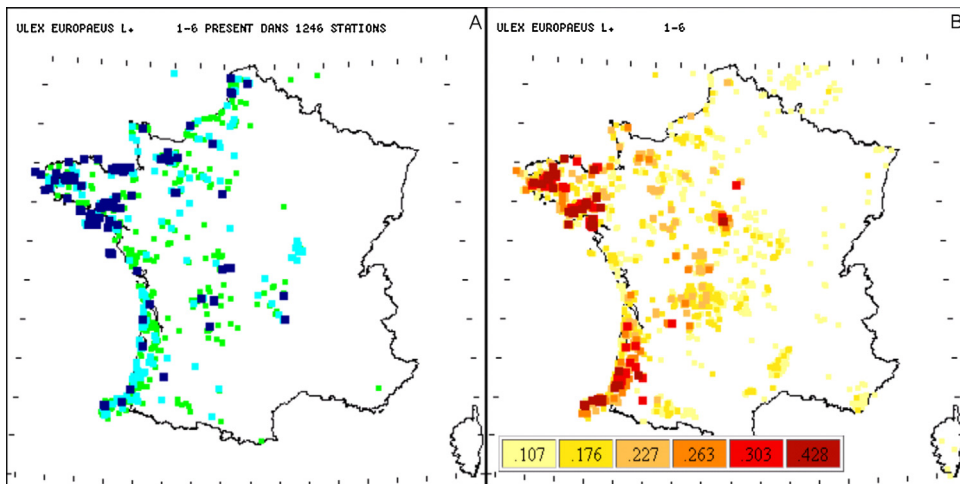 ULEX EUROPAEUS L. 1-6 PRESENT DANS 1246 STATIONS A
ULEX EUROPAEUS L. 1-6 B
.107 .176 .227 .263 .303 .428